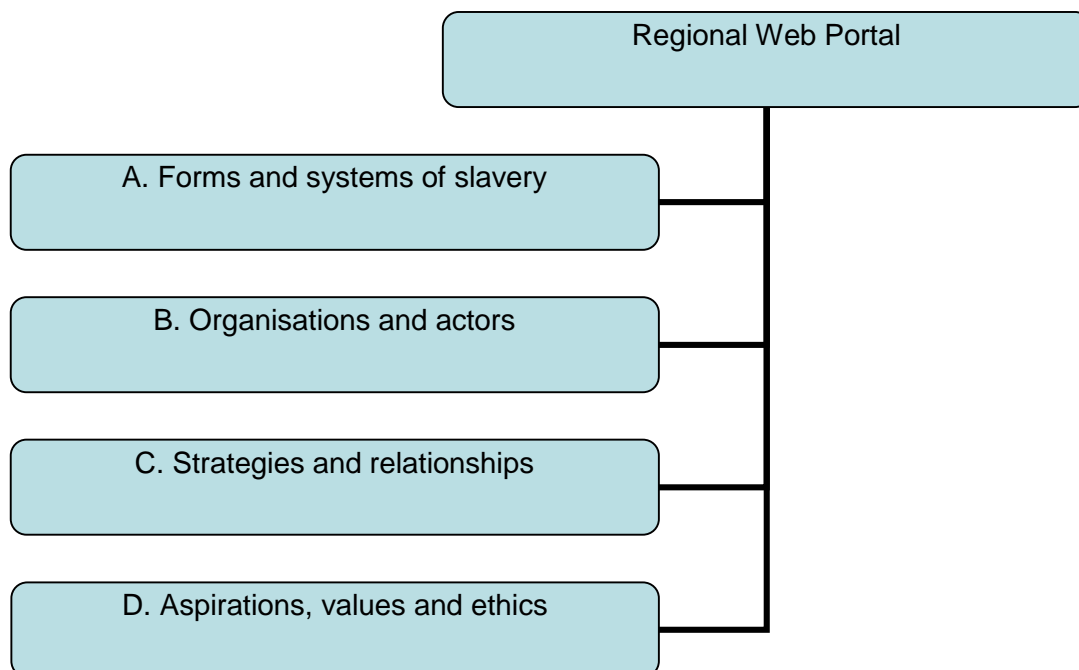 Regional Web Portal
A. Forms and systems of slavery
B. Organisations and actors
C. Strategies and relationships
D. Aspirations, values and ethics